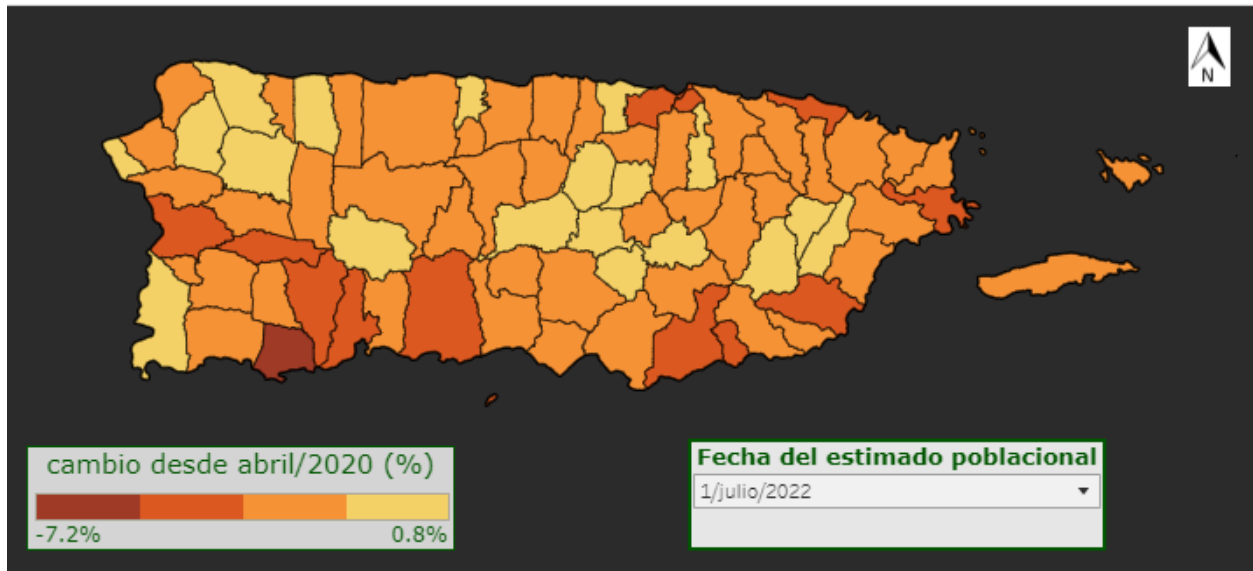 N
cambio desde abril/2020 (%)
-7.2% 0.8%
Fecha del estimado poblacional
1/julio/2022